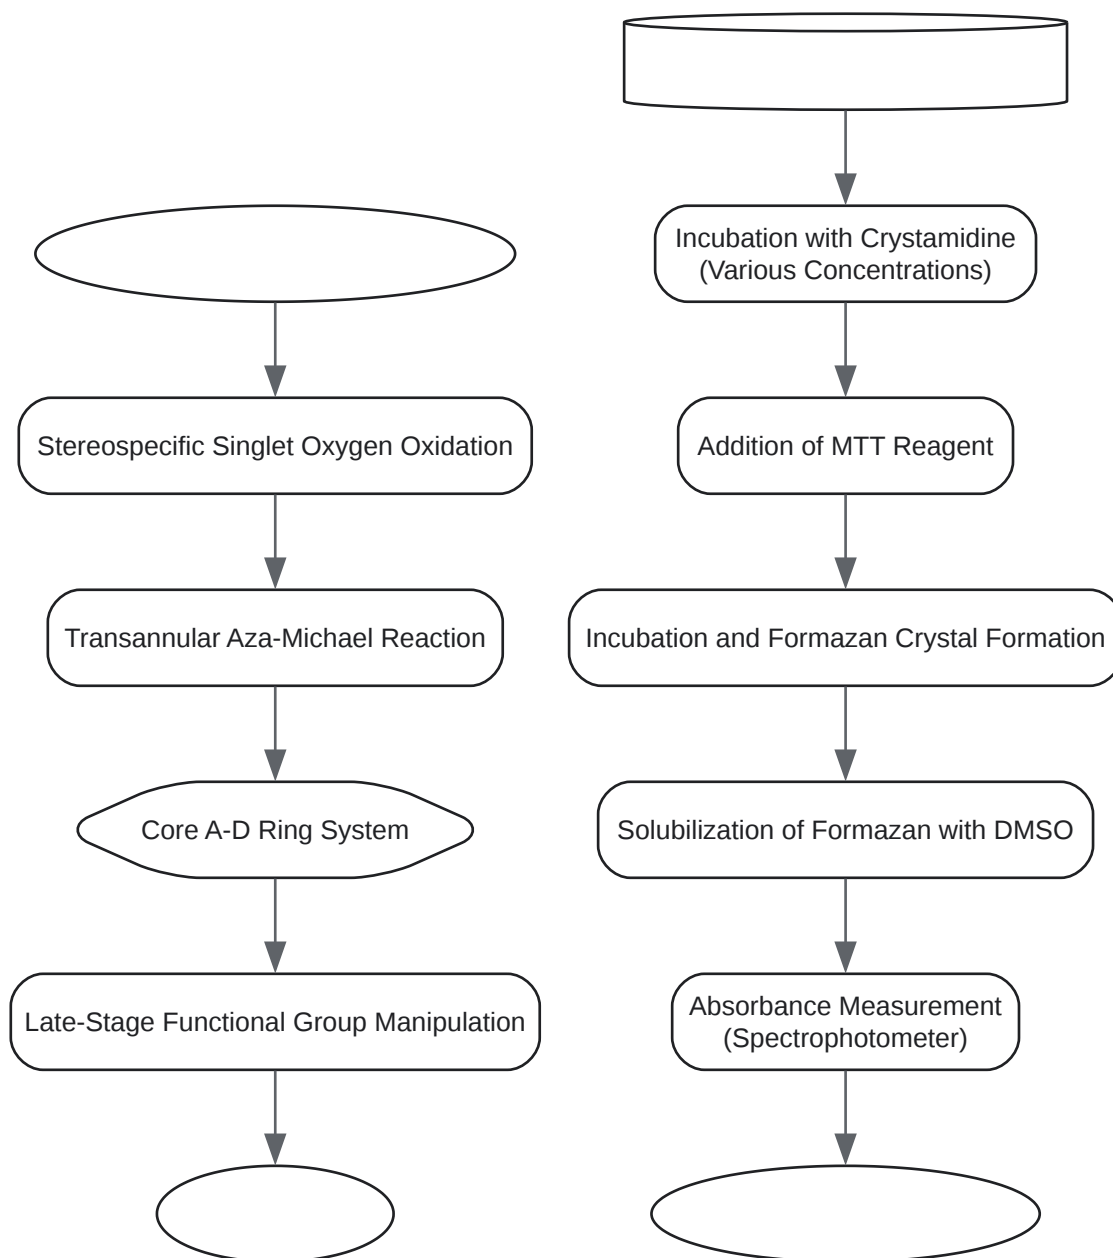 Stereospecific Singlet Oxygen Oxidation
Transannular Aza-Michael Reaction
Core A-D Ring System
Late-Stage Functional Group Manipulation
Incubation with Crystamidine
(Various Concentrations)
Addition of MTT Reagent
Incubation and Formazan Crystal Formation
Solubilization of Formazan with DMSO
Absorbance Measurement
(Spectrophotometer)